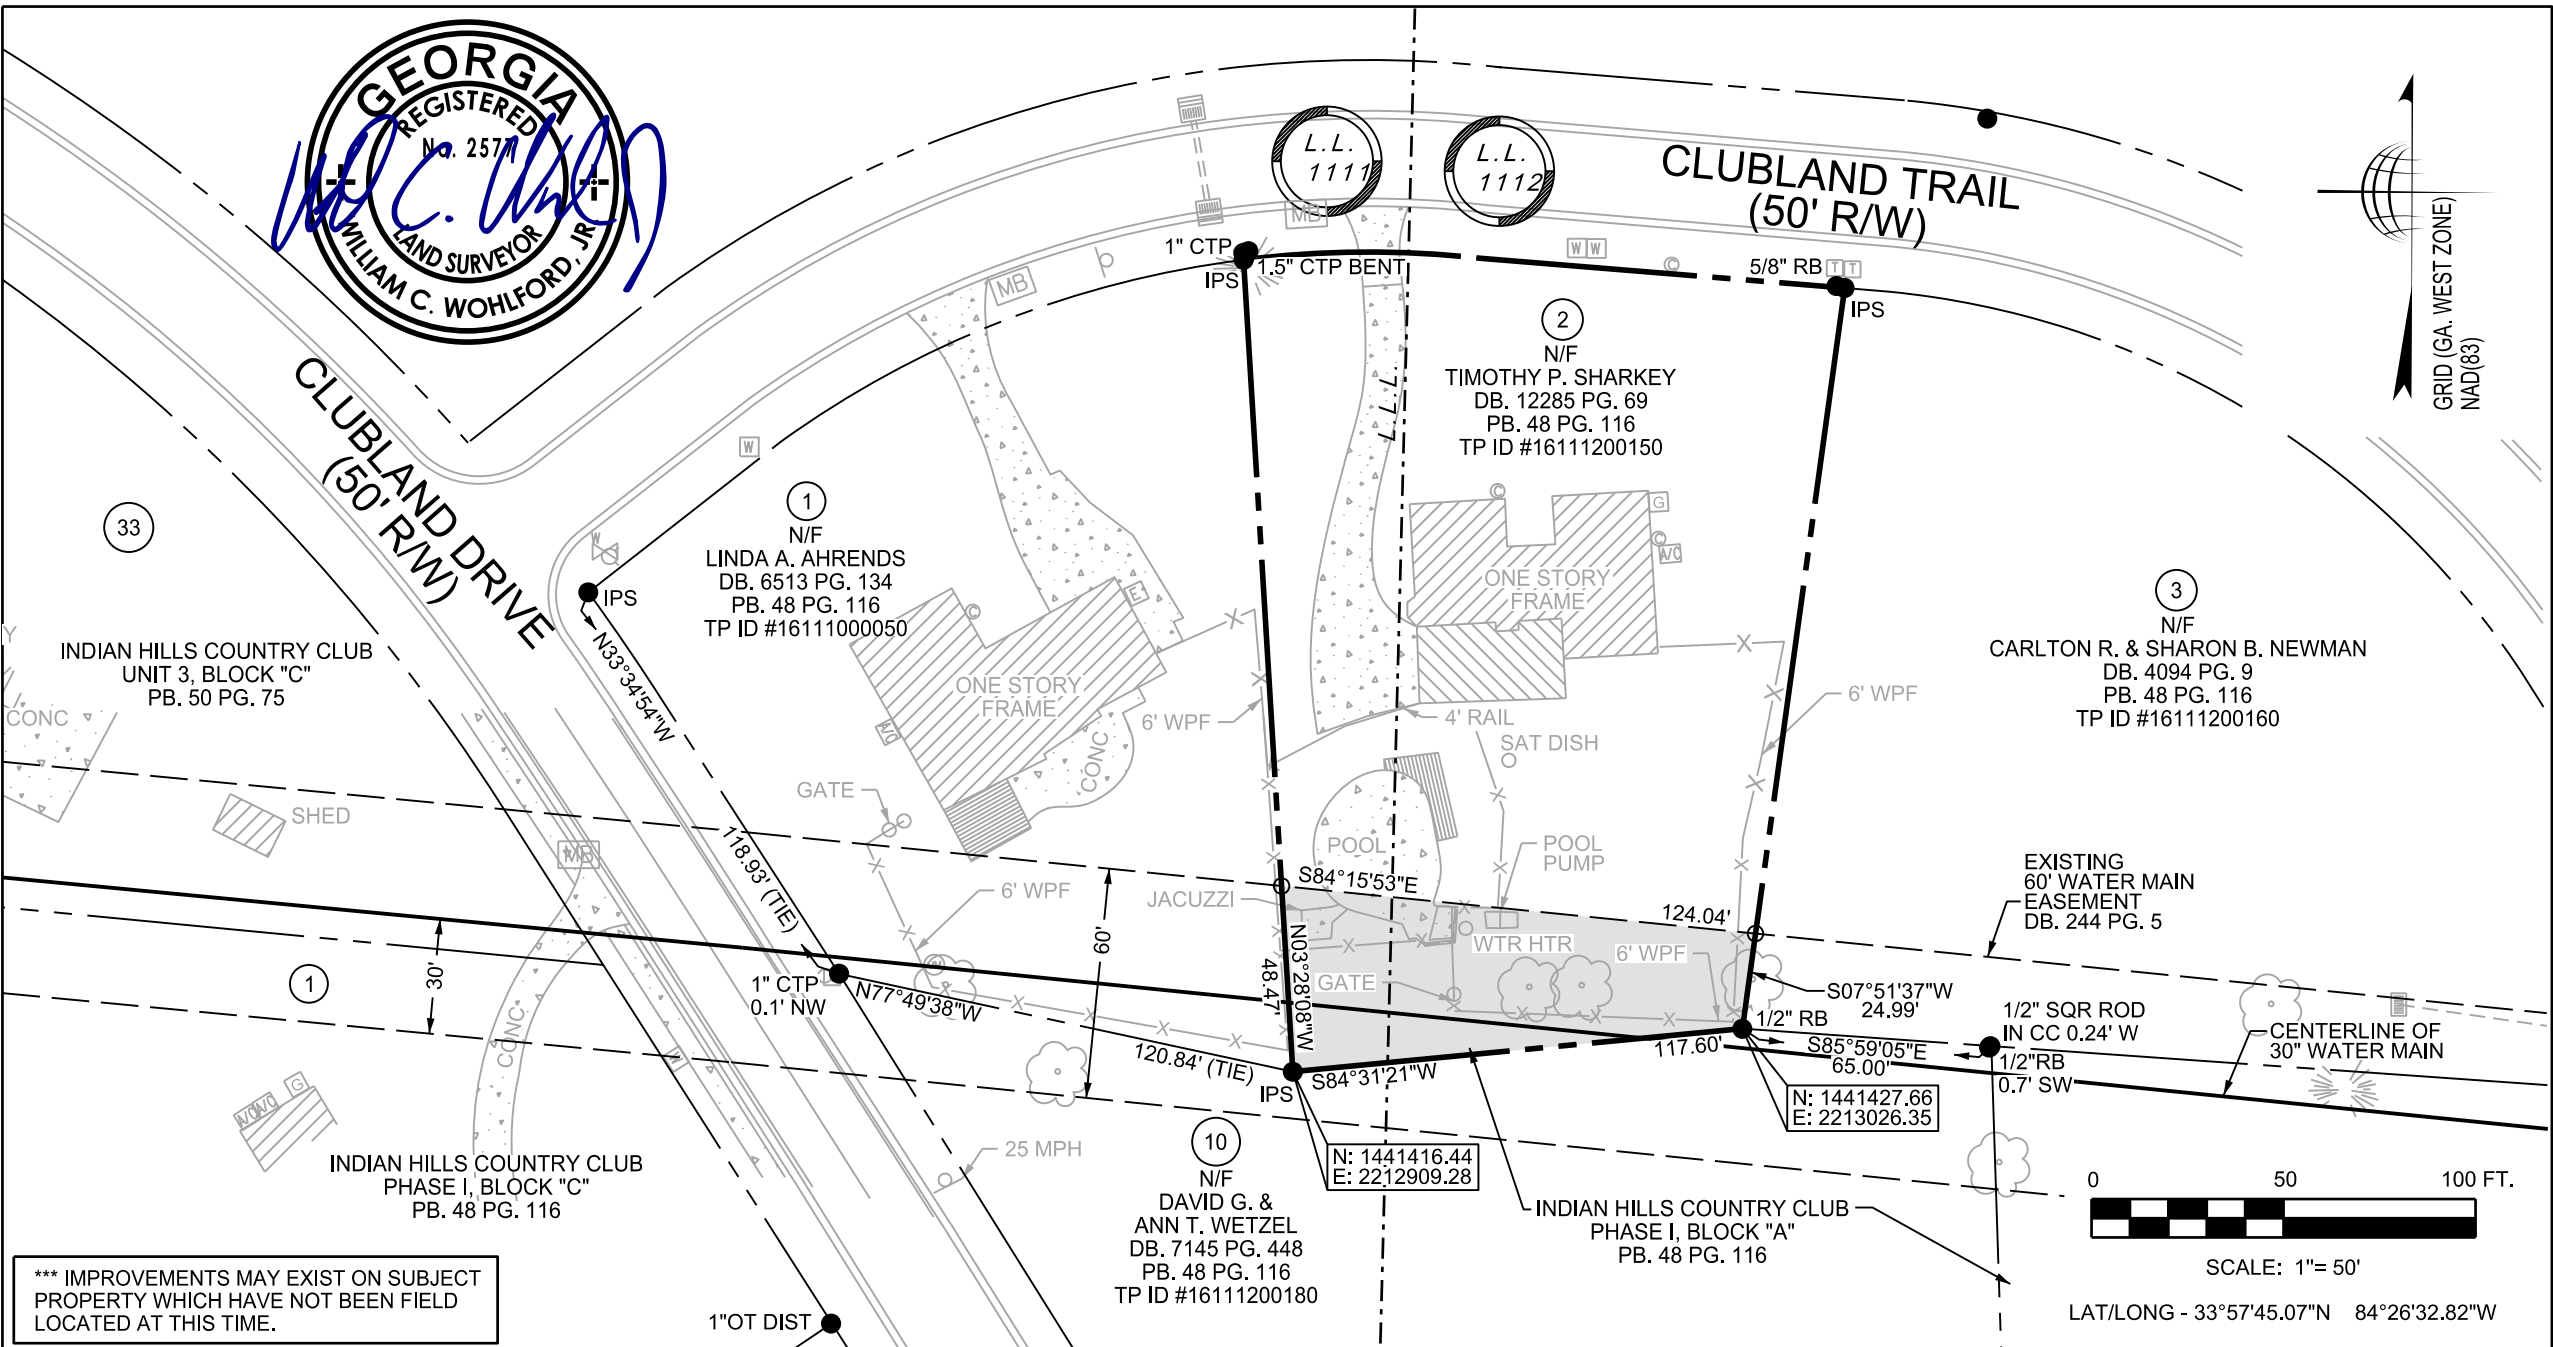 GEORGIA
REGISTERED
No. 2577
LAND SURVEYOR
WILLIAM C. WOHLFORD, JR.
L.L.
1111
L.L.
1112
CLUBLAND TRAIL
(50' R/W)
GRID (GA. WEST ZONE)
NAD(83)
MB
1" CTP
1.5" CTP BENT
IPS
W W
C
5/8" RB
T T
IPS
MB
2
N/F
TIMOTHY P. SHARKEY
DB. 12285 PG. 69
PB. 48 PG. 116
TP ID #16111200150
CLUBLAND DRIVE
(50' R/W)
W
33
1
N/F
LINDA A. AHRENDS
DB. 6513 PG. 134
PB. 48 PG. 116
TP ID #16111000050
W
IPS
N33°34'54"W
118.93' (TIE)
INDIAN HILLS COUNTRY CLUB
UNIT 3, BLOCK "C"
PB. 50 PG. 75
Y
CONC
SHED
MB
C
E
ONE STORY
FRAME
A/C
CONC
GATE
6' WPF
6' WPF
C
G
C
A/C
ONE STORY
FRAME
4' RAIL
SAT DISH
6' WPF
3
N/F
CARLTON R. & SHARON B. NEWMAN
DB. 4094 PG. 9
PB. 48 PG. 116
TP ID #16111200160
POOL
POOL
PUMP
JACUZZI
S84°15'53"E
124.04'
WTR HTR
6' WPF
GATE
N03°28'08"W
48.47'
60'
30'
1
EXISTING
60' WATER MAIN
EASEMENT
DB. 244 PG. 5
S07°51'37"W
24.99'
1/2" RB
1/2" SQR ROD
IN CC 0.24' W
1/2"RB
0.7' SW
CENTERLINE OF
30" WATER MAIN
S85°59'05"E
65.00'
1" CTP
0.1' NW
N77°49'38"W
120.84' (TIE)
IPS
S84°31'21"W
117.60'
N: 1441427.66
E: 2213026.35
N: 1441416.44
E: 2212909.28
CONC
A/C
A/C
G
25 MPH
INDIAN HILLS COUNTRY CLUB
PHASE I, BLOCK "C"
PB. 48 PG. 116
10
N/F
DAVID G. &
ANN T. WETZEL
DB. 7145 PG. 448
PB. 48 PG. 116
TP ID #16111200180
INDIAN HILLS COUNTRY CLUB
PHASE I, BLOCK "A"
PB. 48 PG. 116
0 50 100 FT.
SCALE: 1"= 50'
LAT/LONG - 33°57'45.07"N 84°26'32.82"W
*** IMPROVEMENTS MAY EXIST ON SUBJECT
PROPERTY WHICH HAVE NOT BEEN FIELD
LOCATED AT THIS TIME.
1"OT DIST